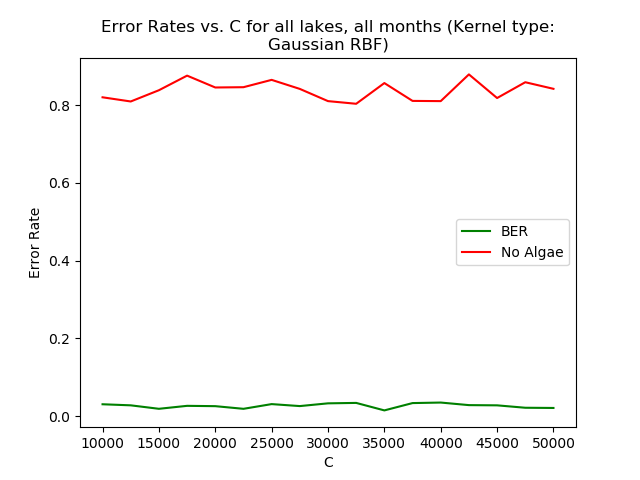 Error Rates vs. C for all lakes, all months (Kernel type:
Gaussian RBF)
Error Rate
0.8
0.6
0.4
0.2
0.0
BER
No Algae
10000 15000 20000 25000 30000 35000 40000 45000 50000
C